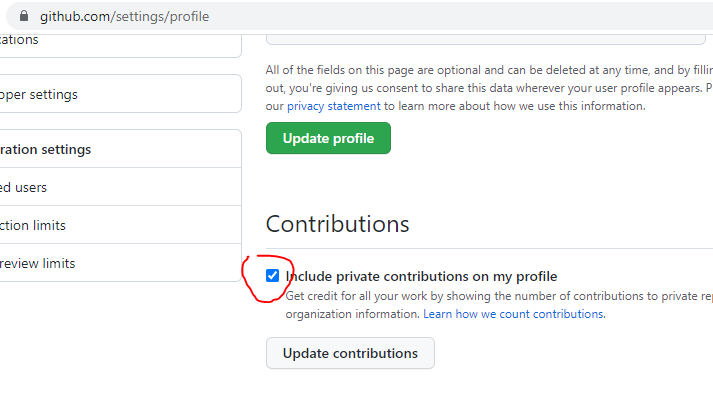 github.com/settings/profile
cations
oper settings
ration settings
ed users
ction limits
review limits
All of the fields on this page are optional and can be deleted at any time, and by fillin
out, you're giving us consent to share this data wherever your user profile appears. P
our privacy statement to learn more about how we use this information.
Update profile
Contributions
Include private contributions on my profile
Get credit for all your work by showing the number of contributions to private rep
organization information. Learn how we count contributions.
Update contributions